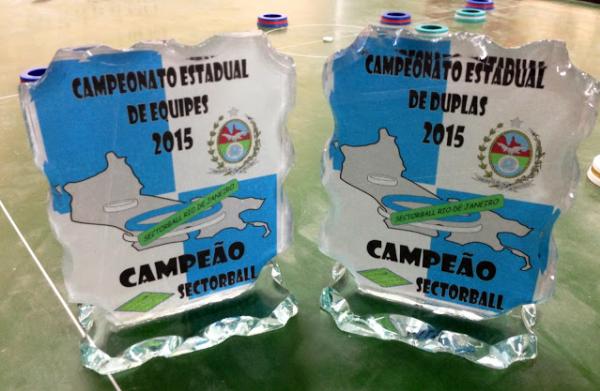 CAMPEONATO ESTADUAL
DE EQUIPES
2015
SECTORBALL RIO DE JANEIRO
CAMPEÃO
SECTORBALL
CAMPEONATO ESTADUAL
DE DUPLAS
2015
SECTORBALL RIO DE JANEIRO
CAMPEÃO
SECTORBALL